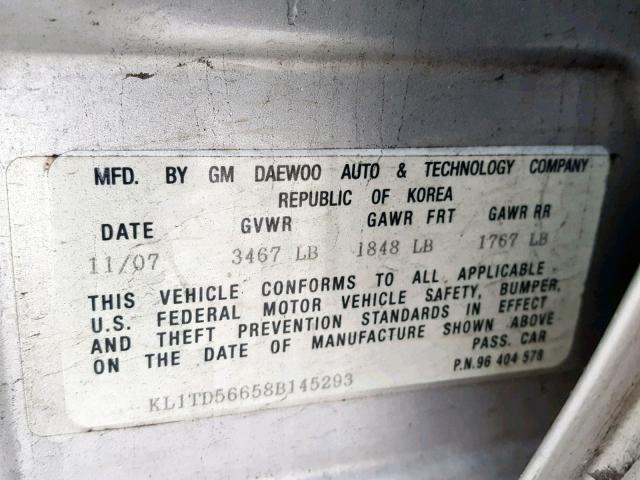 MFD. BY GM DAEWOO AUTO & TECHNOLOGY COMPANY
REPUBLIC OF KOREA
DATE GVWR GAWR FRT GAWR RR
11/07 3467 LB 1848 LB 1767 LB
THIS VEHICLE CONFORMS TO ALL APPLICABLE
U.S. FEDERAL MOTOR VEHICLE SAFETY, BUMPER,
AND THEFT PREVENTION STANDARDS IN EFFECT
ON THE DATE OF MANUFACTURE SHOWN ABOVE
PASS. CAR
KL1TD56658B145293 P.N.96 404 578